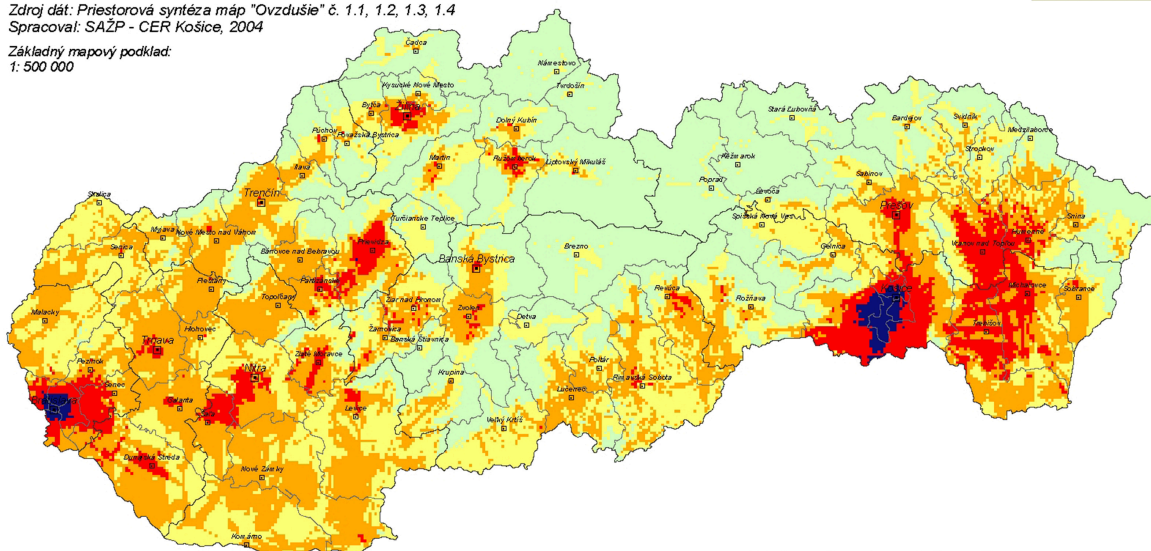 Zdroj dát: Priestorová syntéza máp "Ovzdušie" č. 1.1, 1.2, 1.3, 1.4
Spracoval: SAŽP - CER Košice, 2004
Základný mapový podklad:
1: 500 000
Čadca
Námestovo
Tvrdošín
Kysucké Nové Mesto
Bytča
Žilina
Dolný Kubín
Púchov
Považská Bystrica
Ilava
Martin
Ružomberok
Liptovský Mikuláš
Stará Ľubovňa
Bardejov
Svidník
Medzilaborce
Stropkov
Kežmarok
Poprad
Levoča
Sabinov
Prešov
Spišská Nová Ves
Gelnica
Snina
Humenné
Vranov nad Topľou
Michalovce
Sobrance
Trebišov
Košice
Rožňava
Revúca
Skalica
Trenčín
Senica
Myjava
Nové Mesto nad Váhom
Bánovce nad Bebravou
Turčianske Teplice
Prievidza
Partizánske
Banská Bystrica
Brezno
Piešťany
Topoľčany
Žiar nad Hronom
Zvolen
Detva
Malacky
Hlohovec
Žarnovica
Banská Štiavnica
Trnava
Zlaté Moravce
Pezinok
Nitra
Krupina
Poltár
Rimavská Sobota
Lučenec
Senec
Galanta
Šaľa
Levice
Veľký Krtíš
Dunajská Streda
Nové Zámky
Komárno